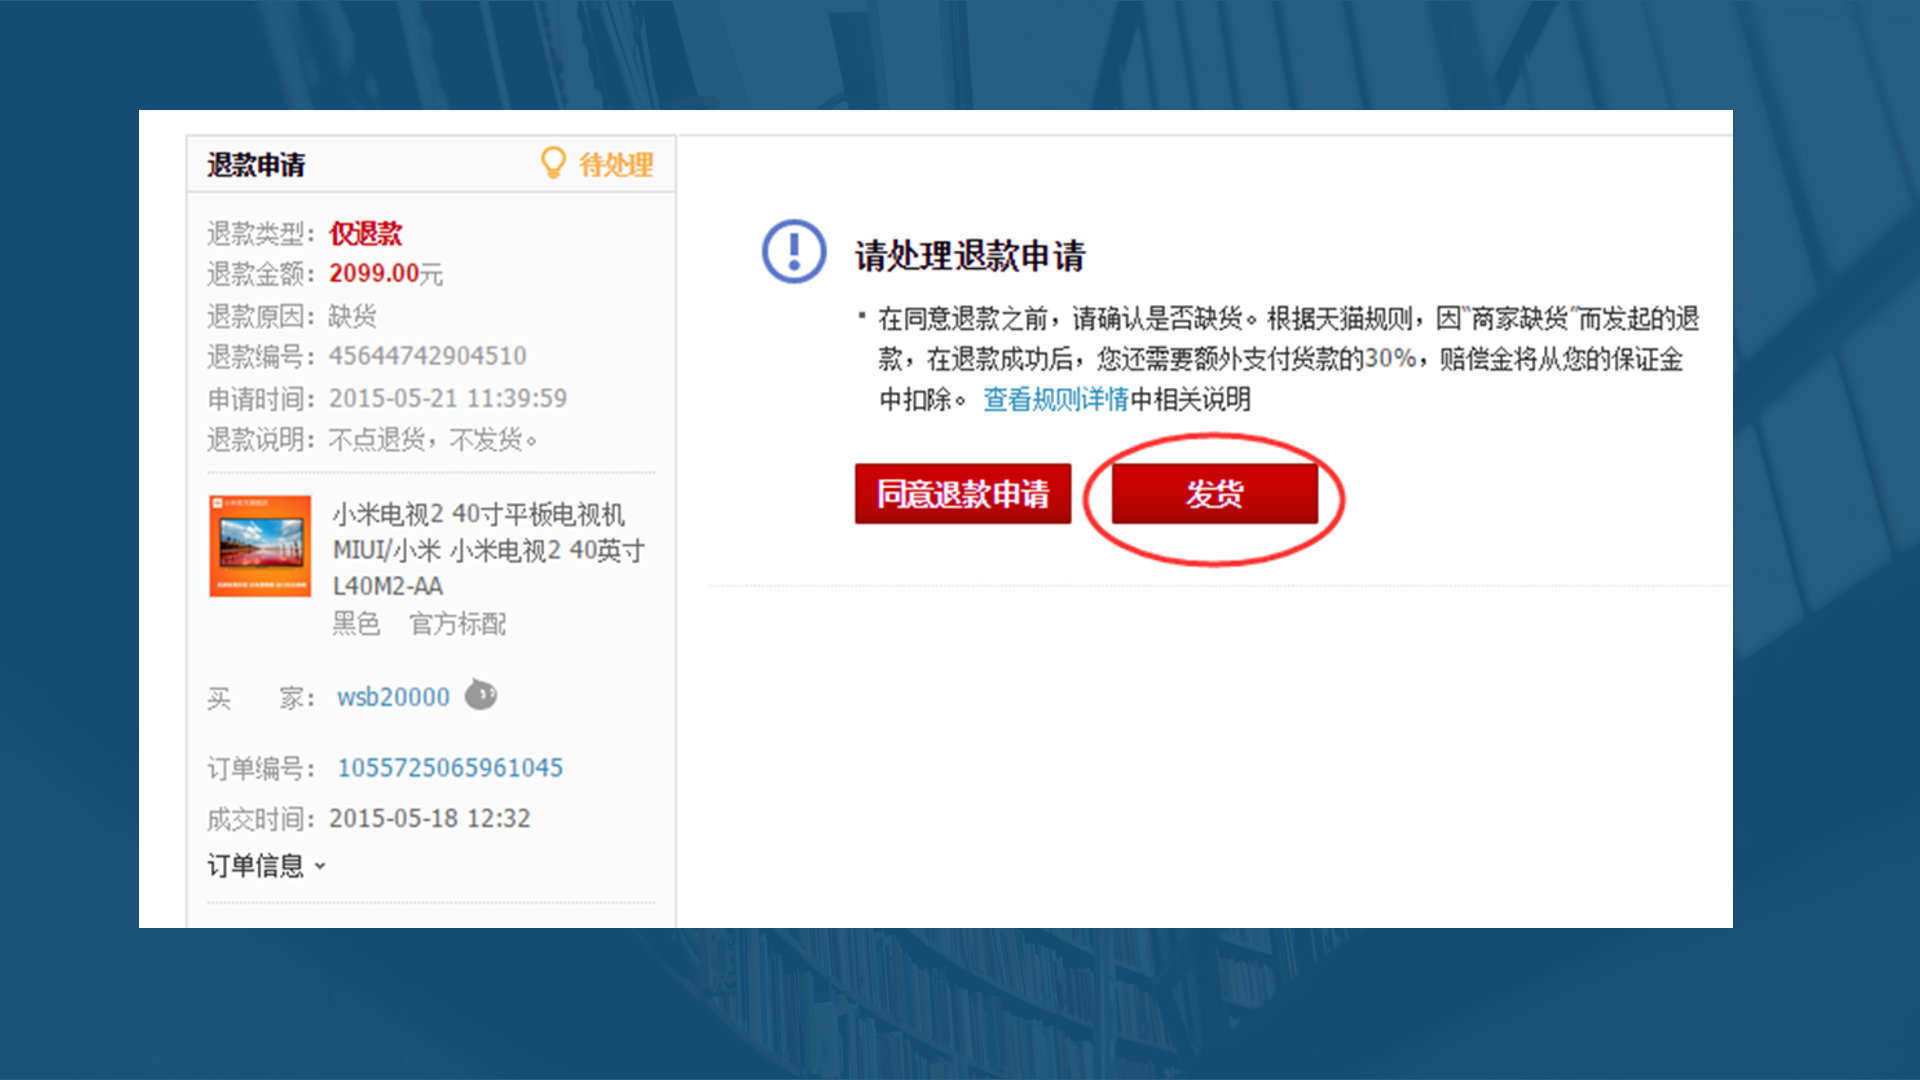 退款申请
待处理
退款类型：仅退款
退款金额：2099.00元
退款原因：缺货
退款编号：45644742904510
申请时间：2015-05-21 11:39:59
退款说明：不点退货，不发货。
小米电视2 40寸平板电视机
MIUI/小米 小米电视2 40英寸
L40M2-AA
黑色 官方标配
买 家：wsb20000
订单编号：1055725065961045
成交时间：2015-05-18 12:32
订单信息
请处理退款申请
在同意退款之前，请确认是否缺货。根据天猫规则，因“商家缺货”而发起的退
款，在退款成功后，您还需要额外支付货款的30%，赔偿金将从您的保证金
中扣除。 查看规则详情中相关说明
同意退款申请
发货